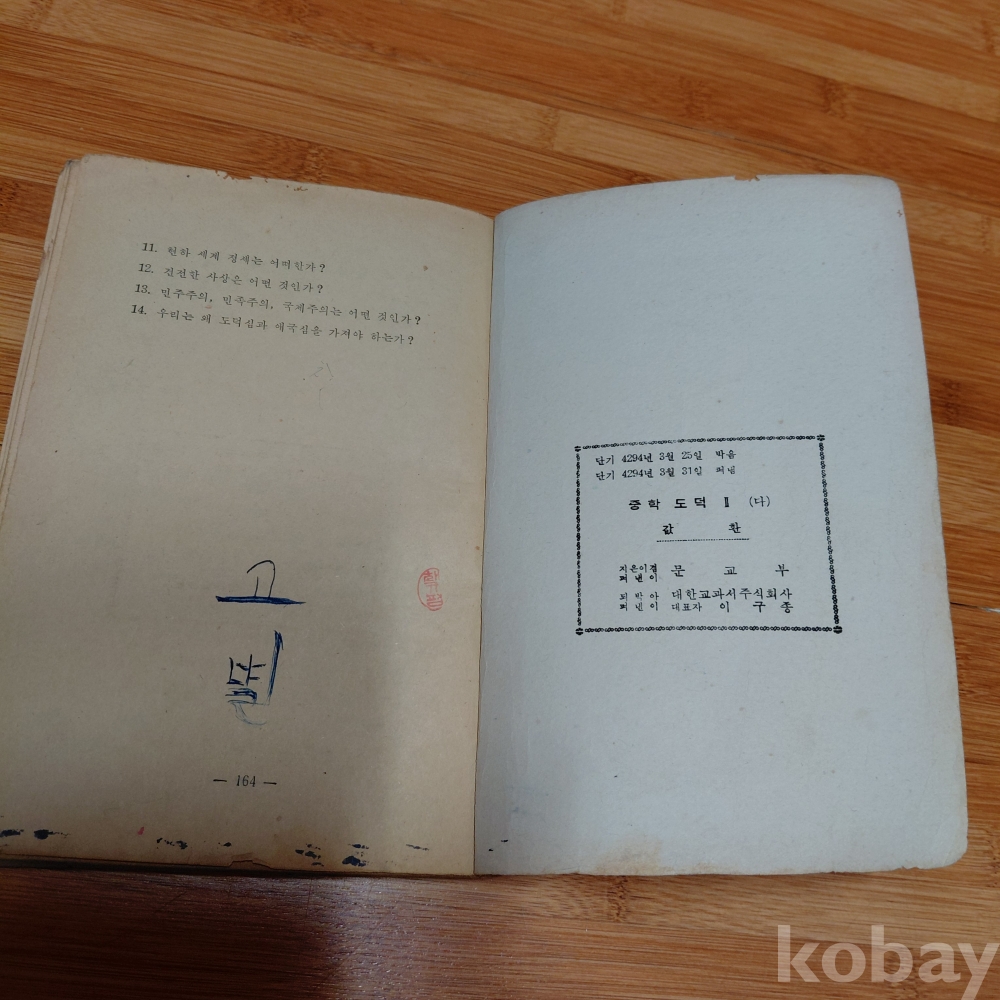 11. 현하 세계 정세는 어떠한가?
12. 건전한 사상은 어떤 것인가?
13. 민주주의, 민족주의, 국제주의는 어떤 것인가?
14. 우리는 왜 도덕심과 애국심을 가져야 하는가?
고
— 164 —
단기 4294년 3월 25일 박음
단기 4294년 3월 31일 펴냄
중학 도덕 Ⅱ (다)
값 환
지은이겸
펴낸이 문교부
되박아
펴낸이 대한교과서주식회사
대표자 이구종
kobay